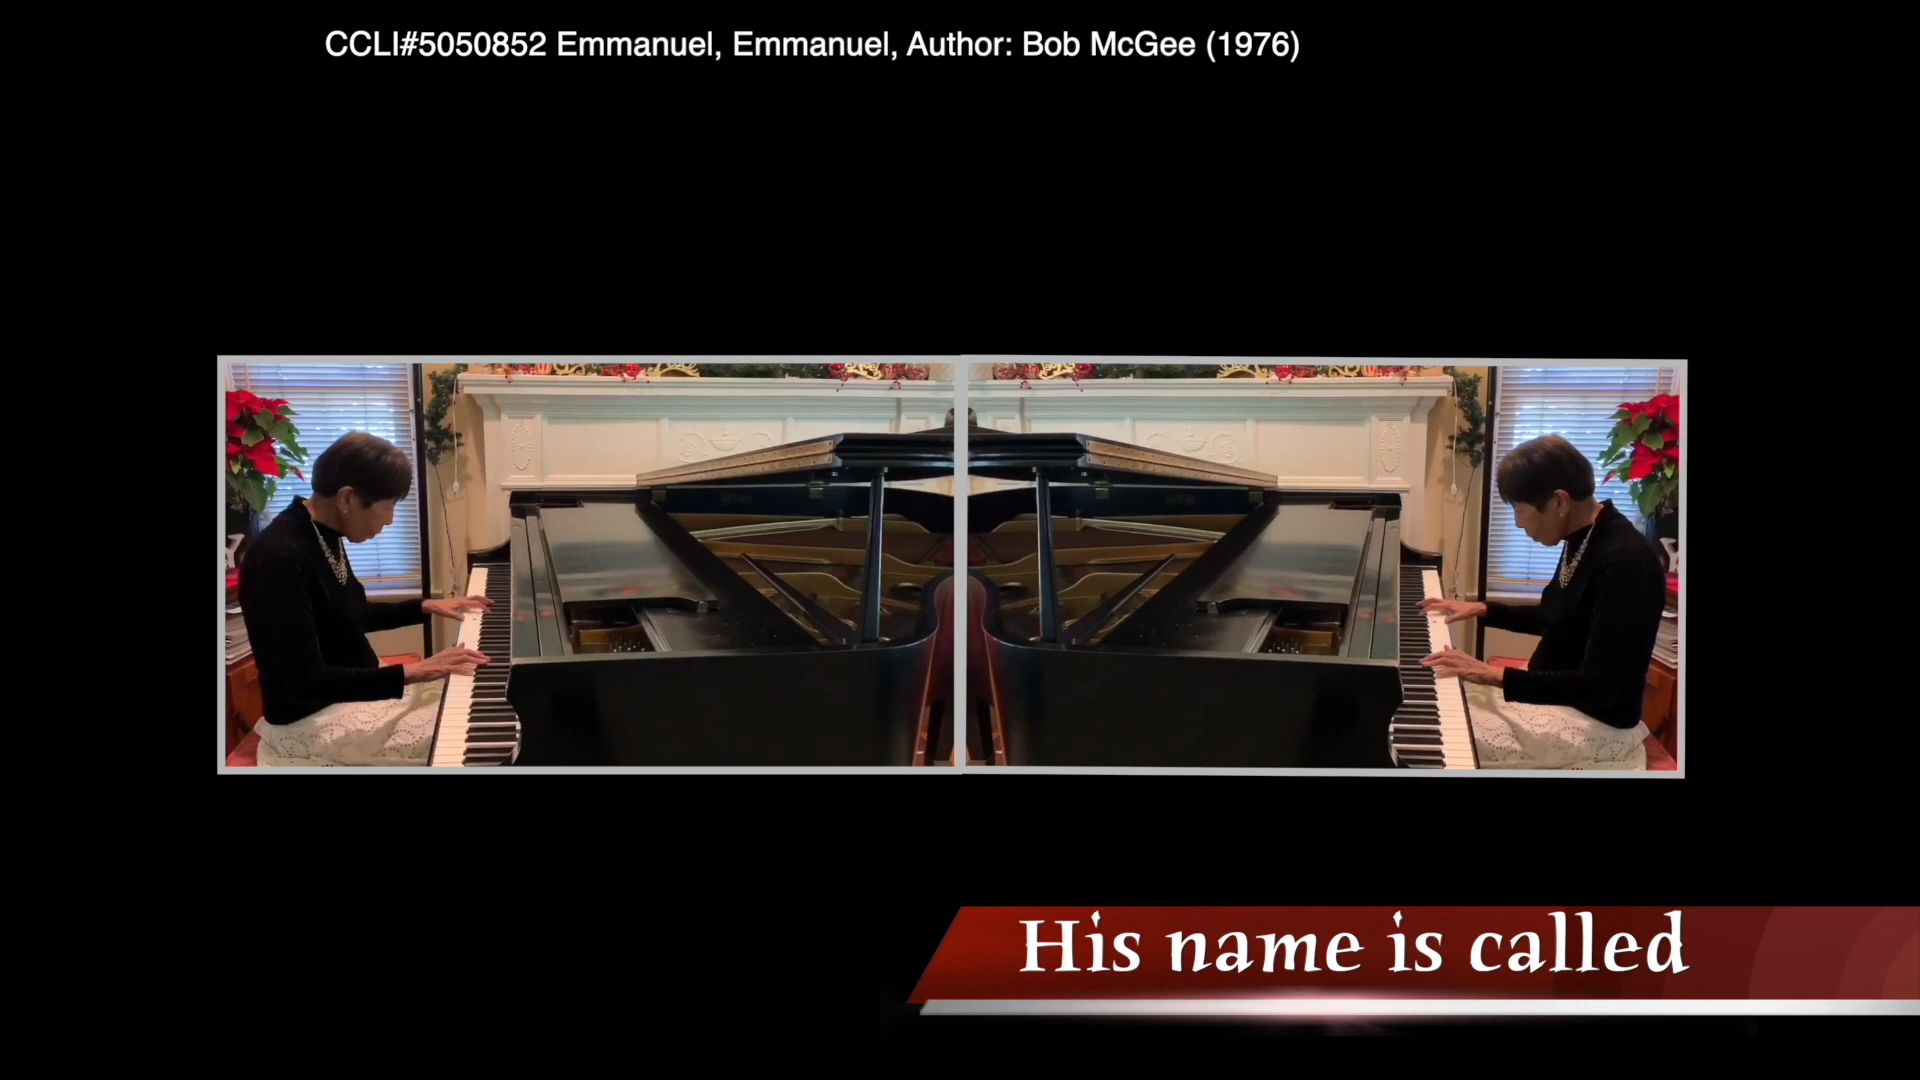 CCLI#5050852 Emmanuel, Emmanuel, Author: Bob McGee (1976)
His name is called